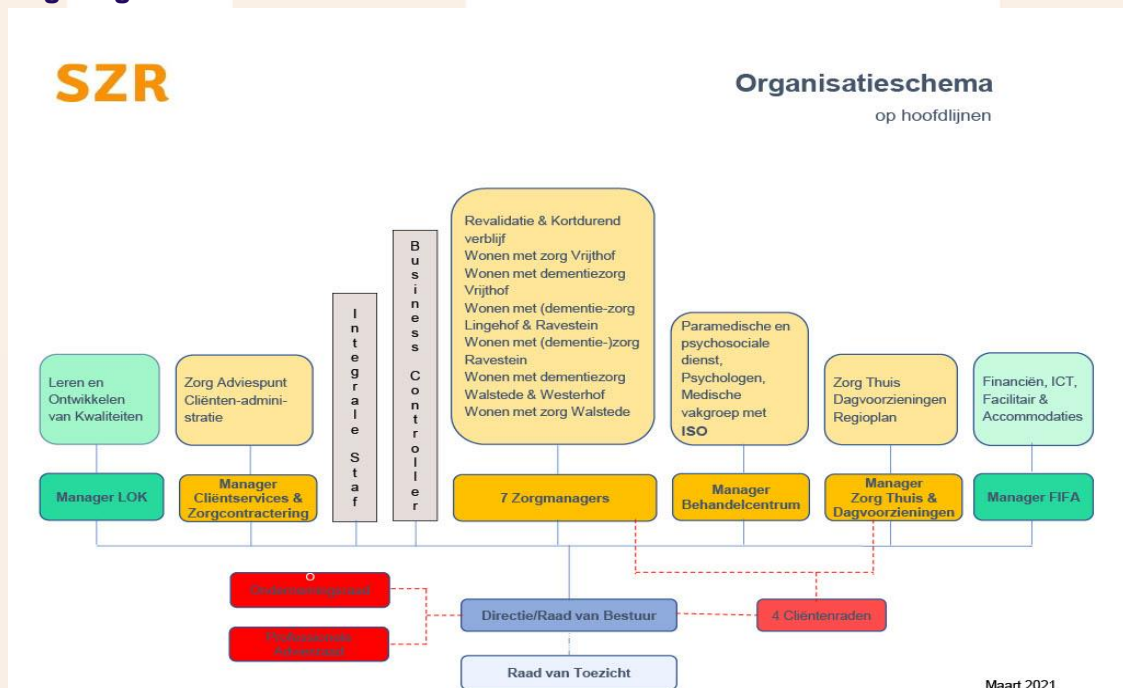 SZR
Organisatieschema
op hoofdlijnen
Revalidatie & Kortdurend
verblijf
Wonen met zorg Vrijthof
Wonen met dementiezorg
Vrijthof
Wonen met (dementie-zorg
Lingehof & Ravestein
Wonen met (dementie-)zorg
Ravestein
Wonen met dementiezorg
Walstede & Westerhof
Wonen met zorg Walstede
Business Controller
Integrale Staf
Leren en
Ontwikkelen
van Kwaliteiten
Zorg Adviespunt
Cliënten-admini-
stratie
Paramedische en
psychosociale
dienst,
Psychologen,
Medische
vakgroep met
ISO
Zorg Thuis
Dagvoorzieningen
Regioplan
Financiën, ICT,
Facilitair &
Accommodaties
Manager LOK
Manager
Cliëntservices &
Zorgcontractering
7 Zorgmanagers
Manager
Behandelcentrum
Manager
Zorg Thuis &
Dagvoorzieningen
Manager FIFA
O
Ondernemingsraad
Professionele
Adviesraad
Directie/Raad van Bestuur
4 Cliëntenraden
Raad van Toezicht
Maart 2021